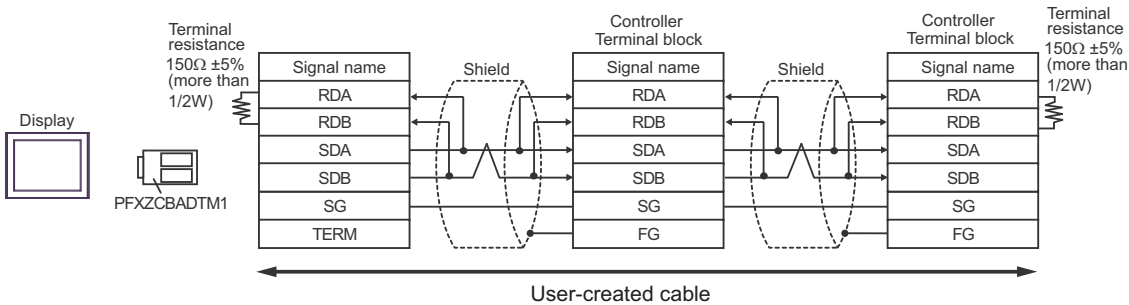 Terminal
resistance
150Ω ±5%
(more than
1/2W)
Controller
Terminal block
Controller
Terminal block
Terminal
resistance
150Ω ±5%
(more than
1/2W)
Signal name
Shield
Signal name
Shield
Signal name
RDA
RDA
RDA
RDB
RDB
RDB
Display
SDA
SDA
SDA
SDB
SDB
SDB
PFXZCBADTM1
SG
SG
SG
TERM
FG
FG
User-created cable